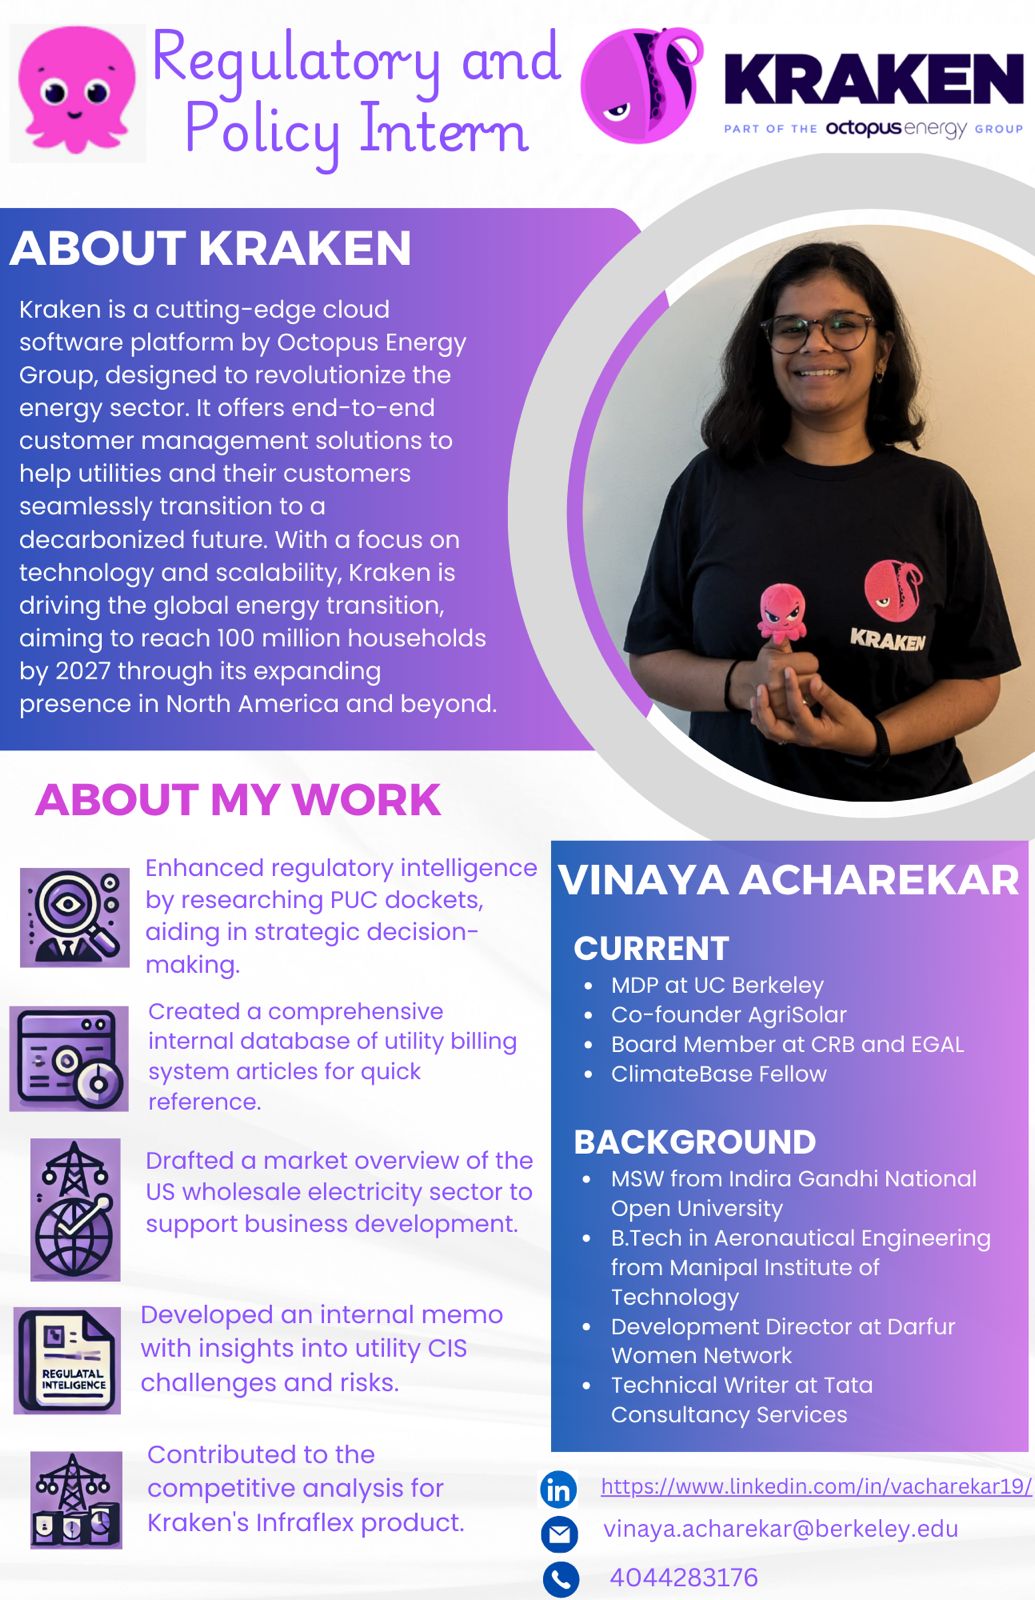 Regulatory and
Policy Intern
KRAKEN
PART OF THE octopusenergy GROUP
ABOUT KRAKEN
Kraken is a cutting-edge cloud
software platform by Octopus Energy
Group, designed to revolutionize the
energy sector. It offers end-to-end
customer management solutions to
help utilities and their customers
seamlessly transition to a
decarbonized future. With a focus on
technology and scalability, Kraken is
driving the global energy transition,
aiming to reach 100 million households
by 2027 through its expanding
presence in North America and beyond.
KRAKEN
ABOUT MY WORK
Enhanced regulatory intelligence
by researching PUC dockets,
aiding in strategic decision-
making.
Created a comprehensive
internal database of utility billing
system articles for quick
reference.
Drafted a market overview of the
US wholesale electricity sector to
support business development.
REGULATAL
INTELIGENCE
Developed an internal memo
with insights into utility CIS
challenges and risks.
Contributed to the
competitive analysis for
Kraken's Infraflex product.
VINAYA ACHAREKAR
CURRENT
• MDP at UC Berkeley
• Co-founder AgriSolar
• Board Member at CRB and EGAL
• ClimateBase Fellow
BACKGROUND
• MSW from Indira Gandhi National
Open University
• B.Tech in Aeronautical Engineering
from Manipal Institute of
Technology
• Development Director at Darfur
Women Network
• Technical Writer at Tata
Consultancy Services
in
https://www.linkedin.com/in/vacharekar19/
vinaya.acharekar@berkeley.edu
4044283176